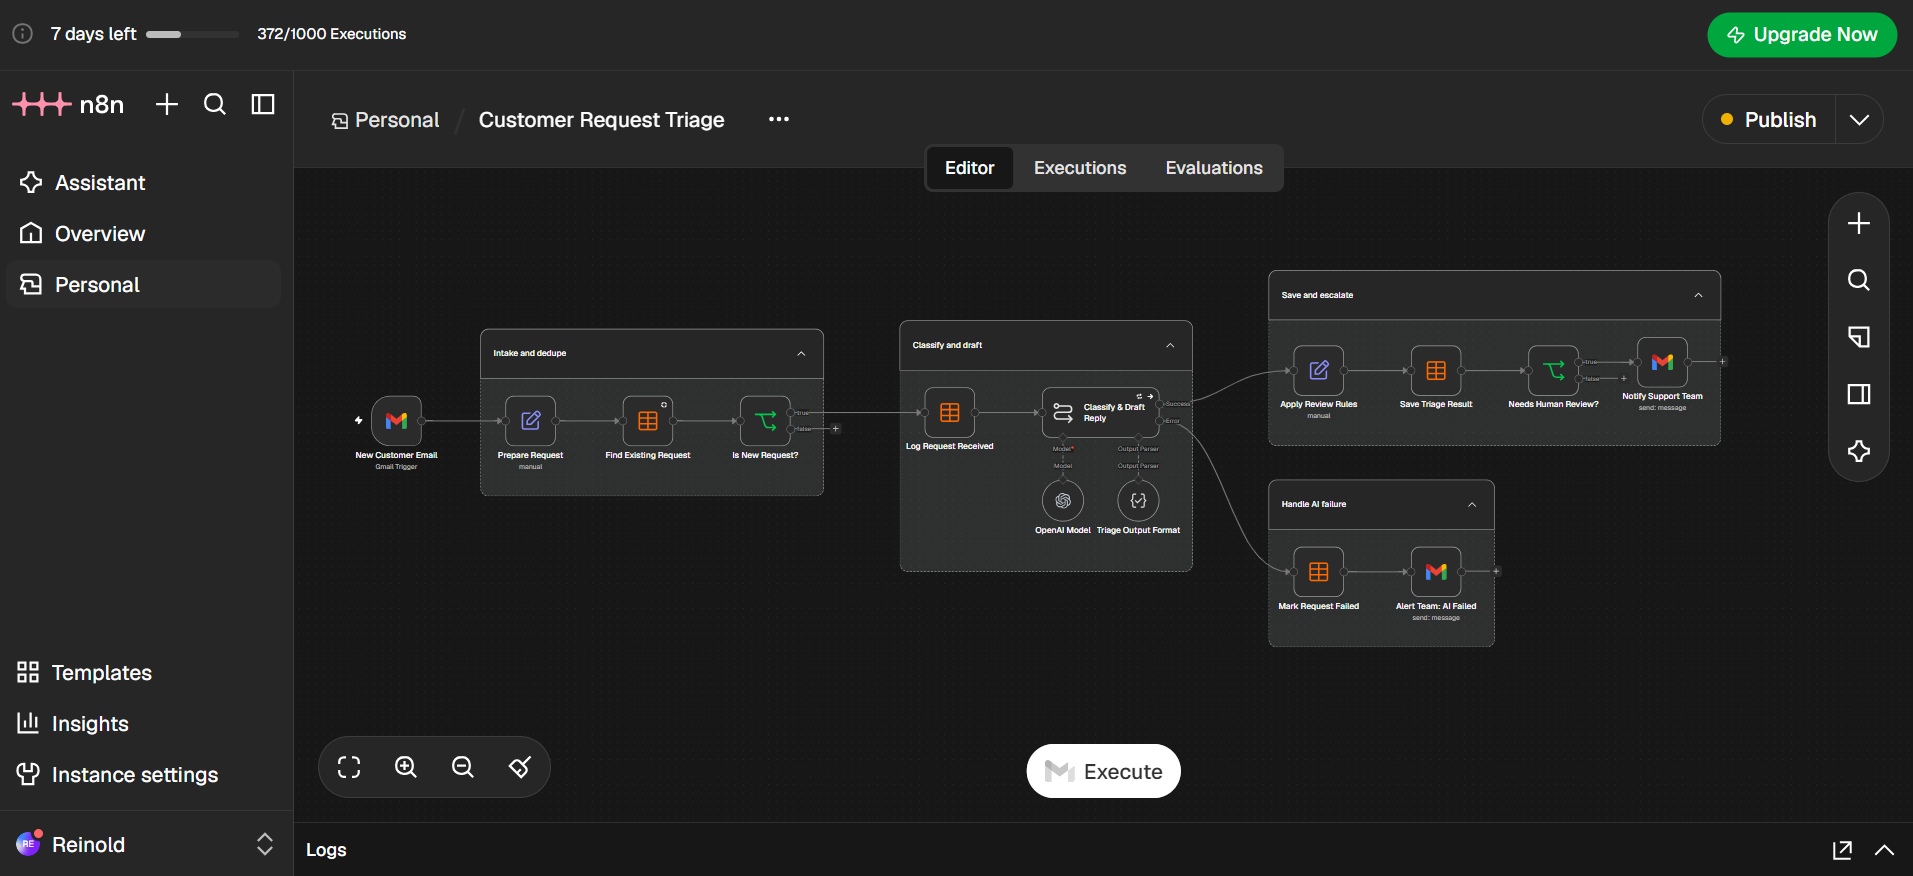 7 days left
372/1000 Executions
Upgrade Now
n8n
Assistant
Overview
Personal
Templates
Insights
Instance settings
RE
Reinold
Personal / Customer Request Triage
Publish
Editor
Executions
Evaluations
New Customer Email
Gmail Trigger
Intake and dedupe
Prepare Request
manual
Find Existing Request
Is New Request?
true
false
Classify and draft
Log Request Received
Classify & Draft
Reply
Success
Error
Model*
Output Parser
Model
Output Parser
OpenAI Model
Triage Output Format
Save and escalate
Apply Review Rules
manual
Save Triage Result
Needs Human Review?
true
false
Notify Support Team
send: message
Handle AI failure
Mark Request Failed
Alert Team: AI Failed
send: message
Execute
Logs